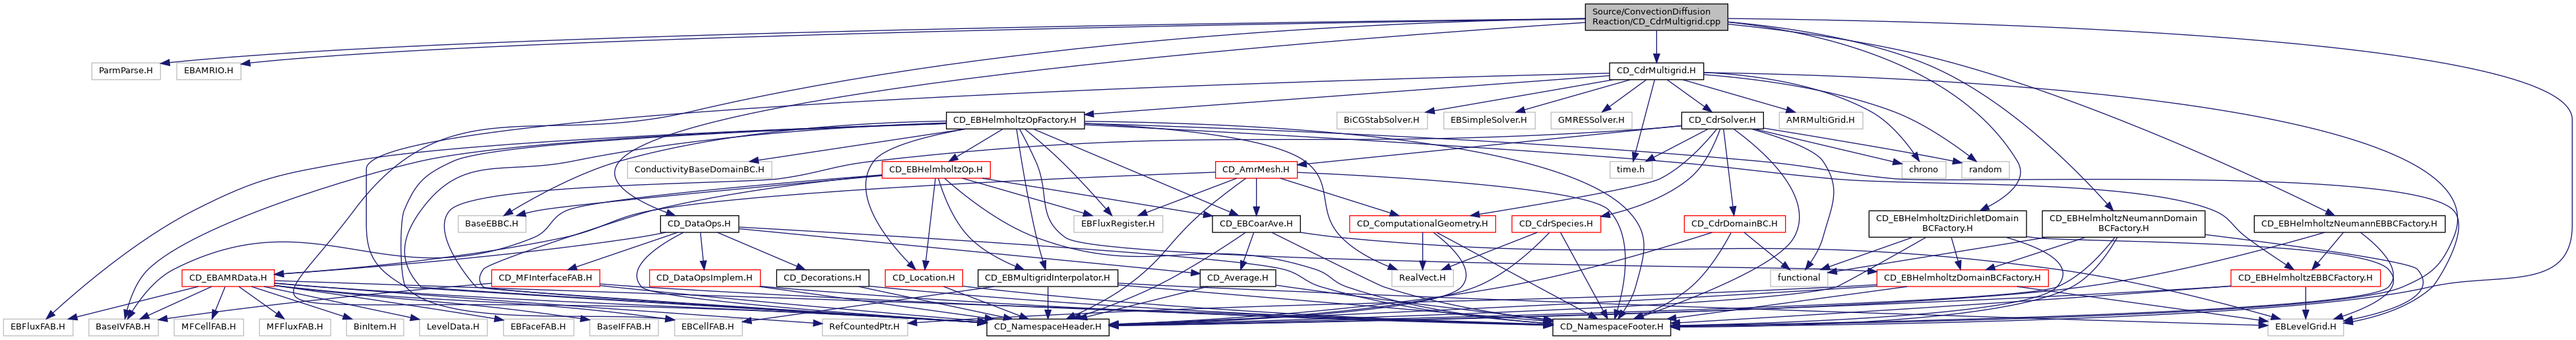 Source/ConvectionDiffusion
Reaction/CD_CdrMultigrid.cpp
ParmParse.H
EBAMRIO.H
CD_CdrMultigrid.H
CD_EBHelmholtzOpFactory.H
BiCGStabSolver.H
EBSimpleSolver.H
GMRESSolver.H
CD_CdrSolver.H
AMRMultiGrid.H
ConductivityBaseDomainBC.H
CD_EBHelmholtzOp.H
CD_AmrMesh.H
time.h
chrono
random
BaseEBBC.H
CD_DataOps.H
EBFluxRegister.H
CD_EBCoarAve.H
CD_ComputationalGeometry.H
CD_CdrSpecies.H
CD_CdrDomainBC.H
CD_EBHelmholtzDirichletDomain
BCFactory.H
CD_EBHelmholtzNeumannDomain
BCFactory.H
CD_EBHelmholtzNeumannEBBCFactory.H
CD_EBAMRData.H
CD_MFInterfaceFAB.H
CD_DataOpsImplem.H
CD_Decorations.H
CD_Location.H
CD_EBMultigridInterpolator.H
CD_Average.H
RealVect.H
functional
CD_EBHelmholtzDomainBCFactory.H
CD_EBHelmholtzEBBCFactory.H
EBFluxFAB.H
BaseIVFAB.H
MFCellFAB.H
MFFluxFAB.H
BinItem.H
LevelData.H
EBFaceFAB.H
BaseIFFAB.H
EBCellFAB.H
RefCountedPtr.H
CD_NamespaceHeader.H
CD_NamespaceFooter.H
EBLevelGrid.H